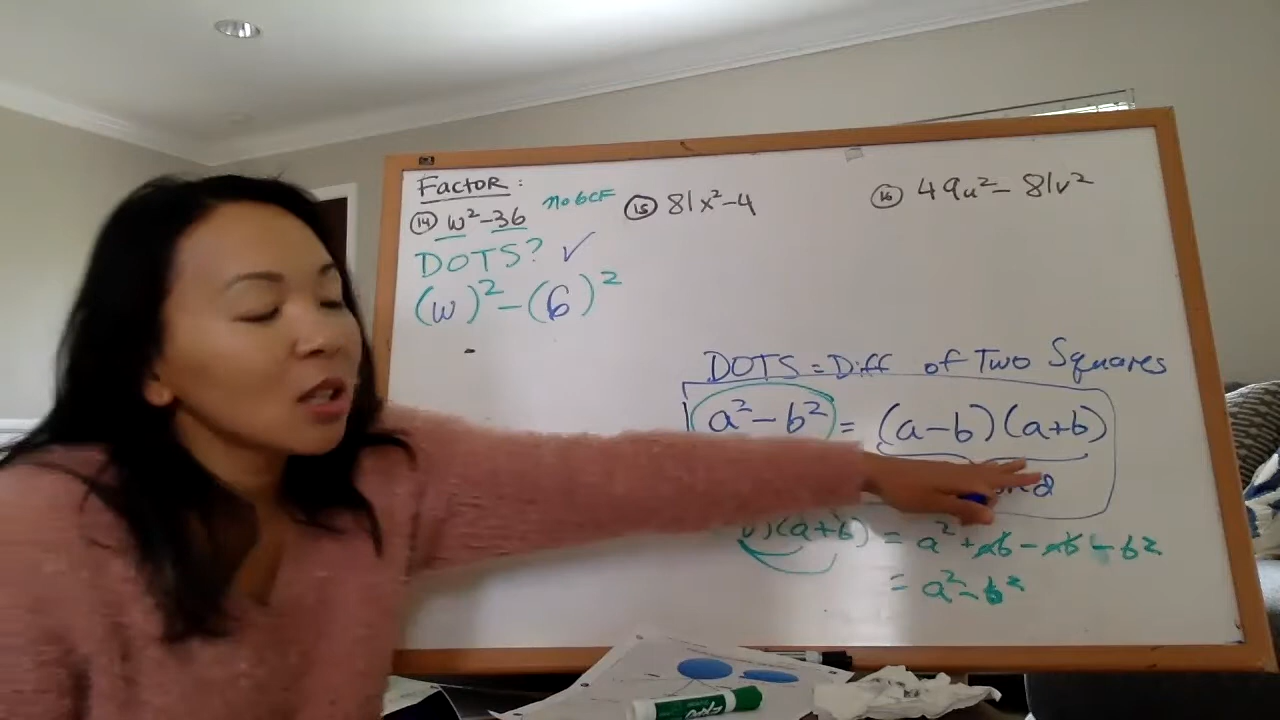 Factor:
⑭ w²-36 no GCF
DOTS? ✓
(w)² - (6)²
⑮ 81x²-4
⑯ 49u² - 81v²
DOTS = Diff of Two Squares
a² - b² = (a-b)(a+b)
)(a+b) = a² + ab - ab - b²
= a² - b²